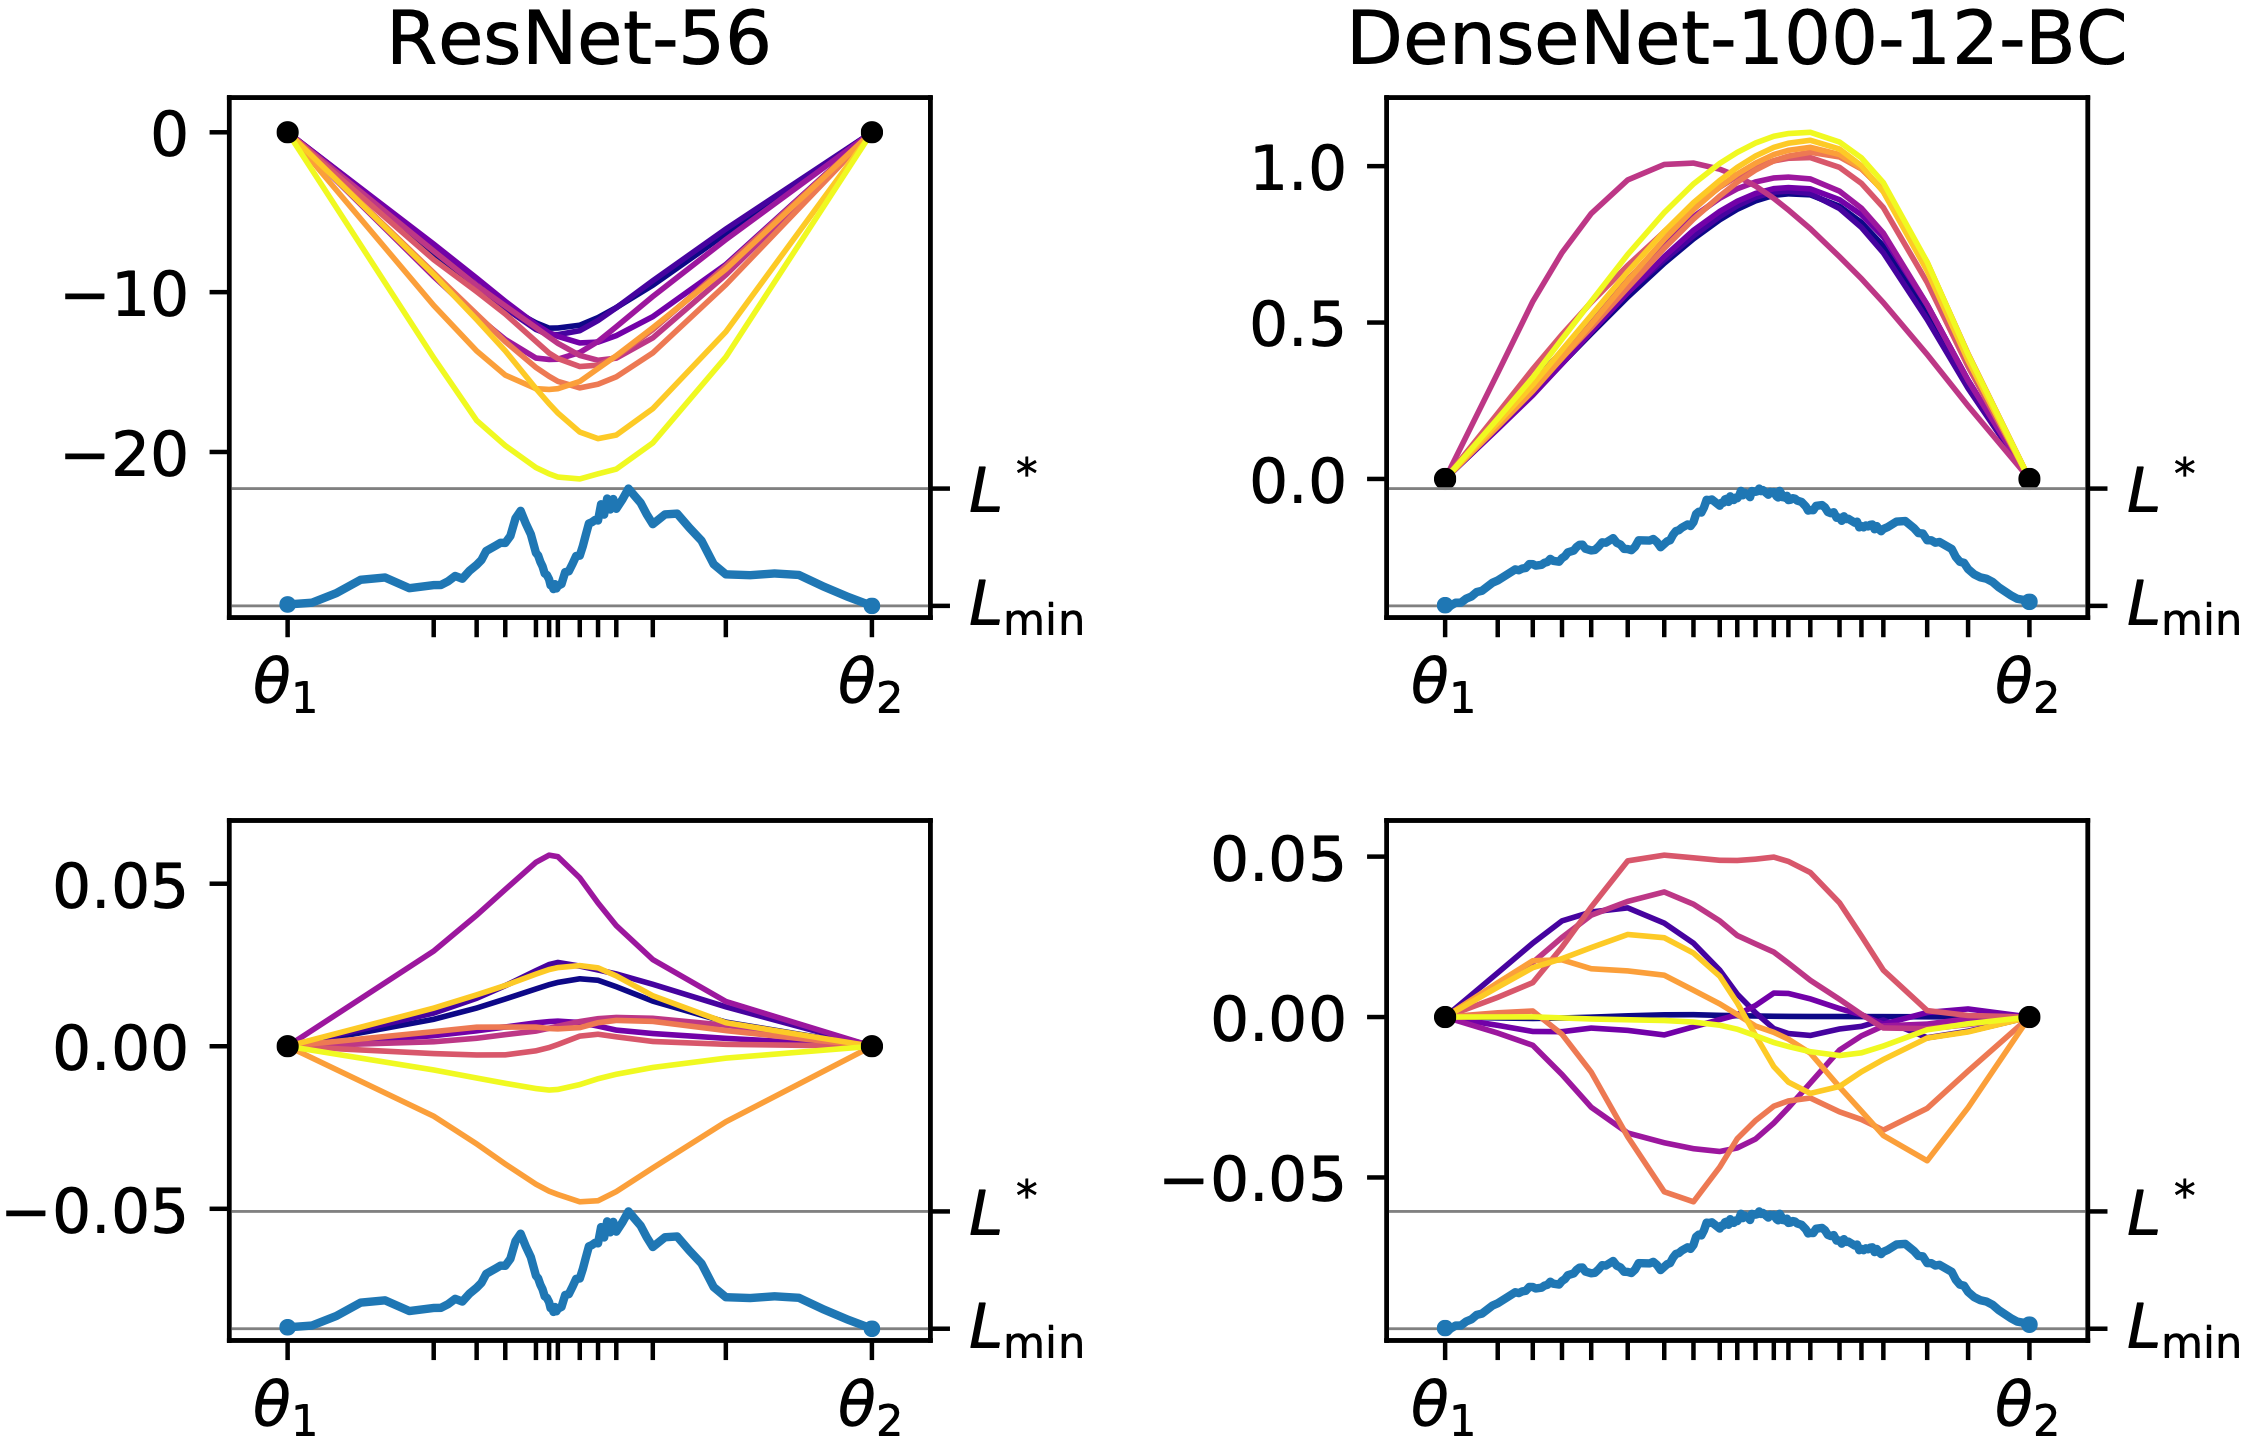 ResNet-56
DenseNet-100-12-BC
0
−10
−20
L*
Lmin
θ1
θ2
1.0
0.5
0.0
L*
Lmin
θ1
θ2
0.05
0.00
−0.05
L*
Lmin
θ1
θ2
0.05
0.00
−0.05
L*
Lmin
θ1
θ2